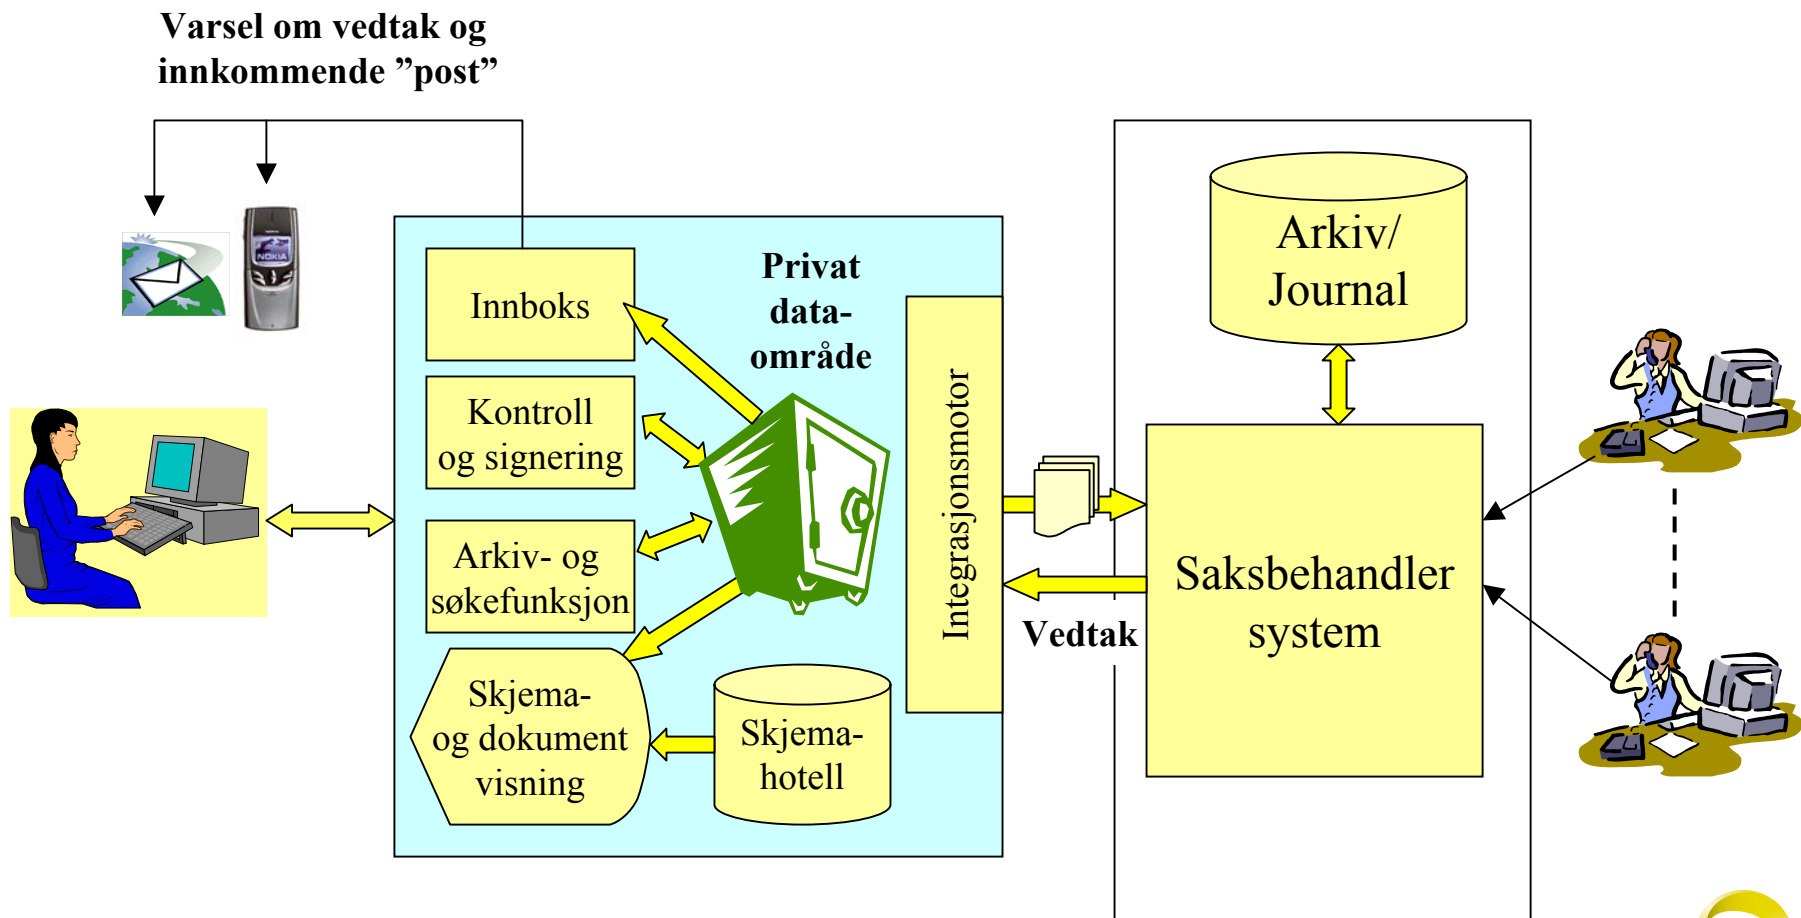 Varsel om vedtak og
innkommende ”post”
NOKIA
Innboks
Privat
data-
område
Kontroll
og signering
Arkiv- og
søkefunksjon
Skjema-
og dokument
visning
Skjema-
hotell
Integrasjonsmotor
Vedtak
Arkiv/
Journal
Saksbehandler
system